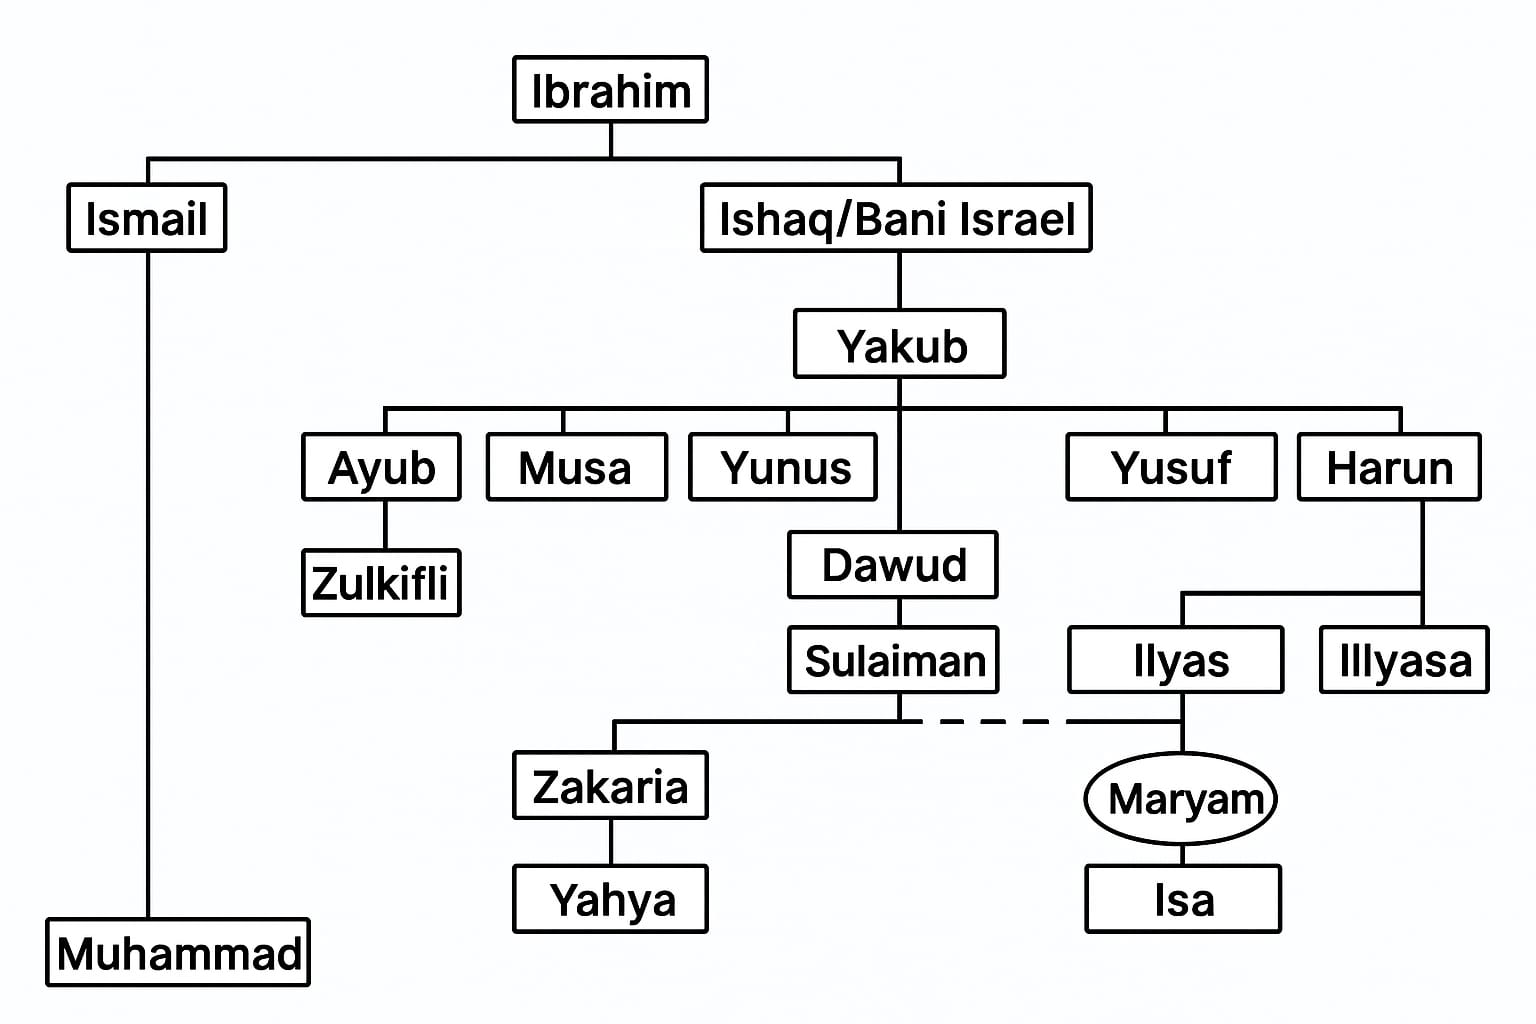 Ibrahim
Ismail
Ishaq/Bani Israel
Yakub
Ayub
Musa
Yunus
Yusuf
Harun
Dawud
Zulkifli
Sulaiman
Ilyas
Illyasa
Zakaria
Maryam
Yahya
Isa
Muhammad